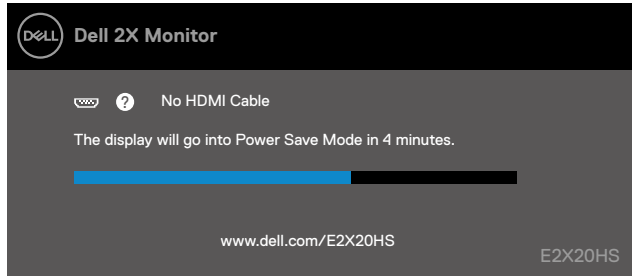 DELL
Dell 2X Monitor
? No HDMI Cable
The display will go into Power Save Mode in 4 minutes.
www.dell.com/E2X20HS
E2X20HS